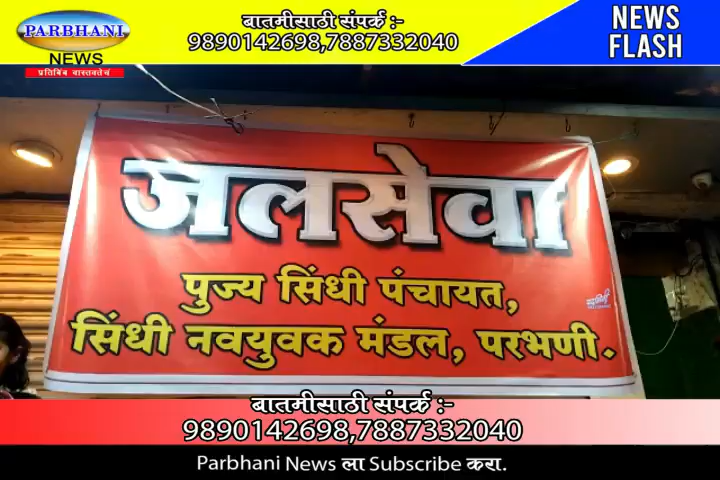 PARBHANI
NEWS
प्रतिबिंब वास्तवतेचं
बातमीसाठी संपर्क :-
9890142698,7887332040
NEWS
FLASH
जलसेवा
पुज्य सिंधी पंचायत,
सिंधी नवयुवक मंडल, परभणी.
बातमीसाठी संपर्क :-
9890142698,7887332040
Parbhani News ला Subscribe करा.